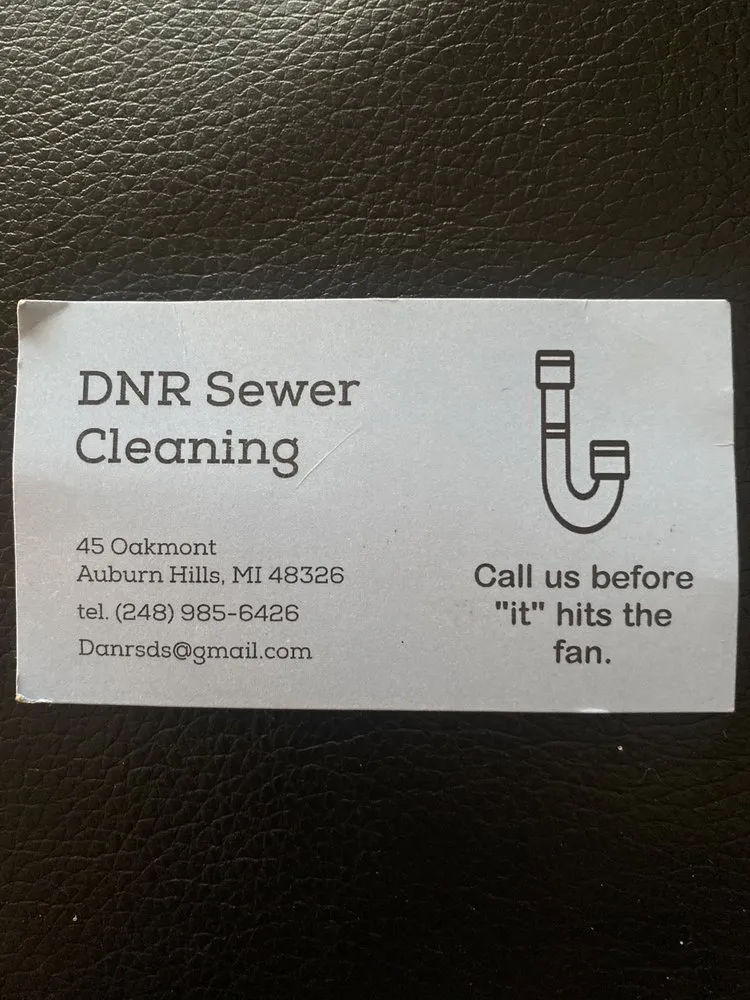 DNR Sewer
Cleaning
45 Oakmont
Auburn Hills, MI 48326
tel. (248) 985-6426
Danrsds@gmail.com
Call us before
"it" hits the
fan.